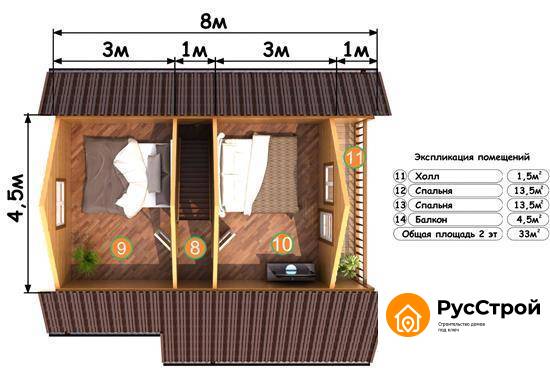 8м
3м 1м 3м 1м
4,5м
11
9 8 10
Экспликация помещений
11 Холл 1,5м²
12 Спальня 13,5м²
13 Спальня 13,5м²
14 Балкон 4,5м²
Общая площадь 2 эт 33м²
РусСтрой
Строительство домов
под ключ